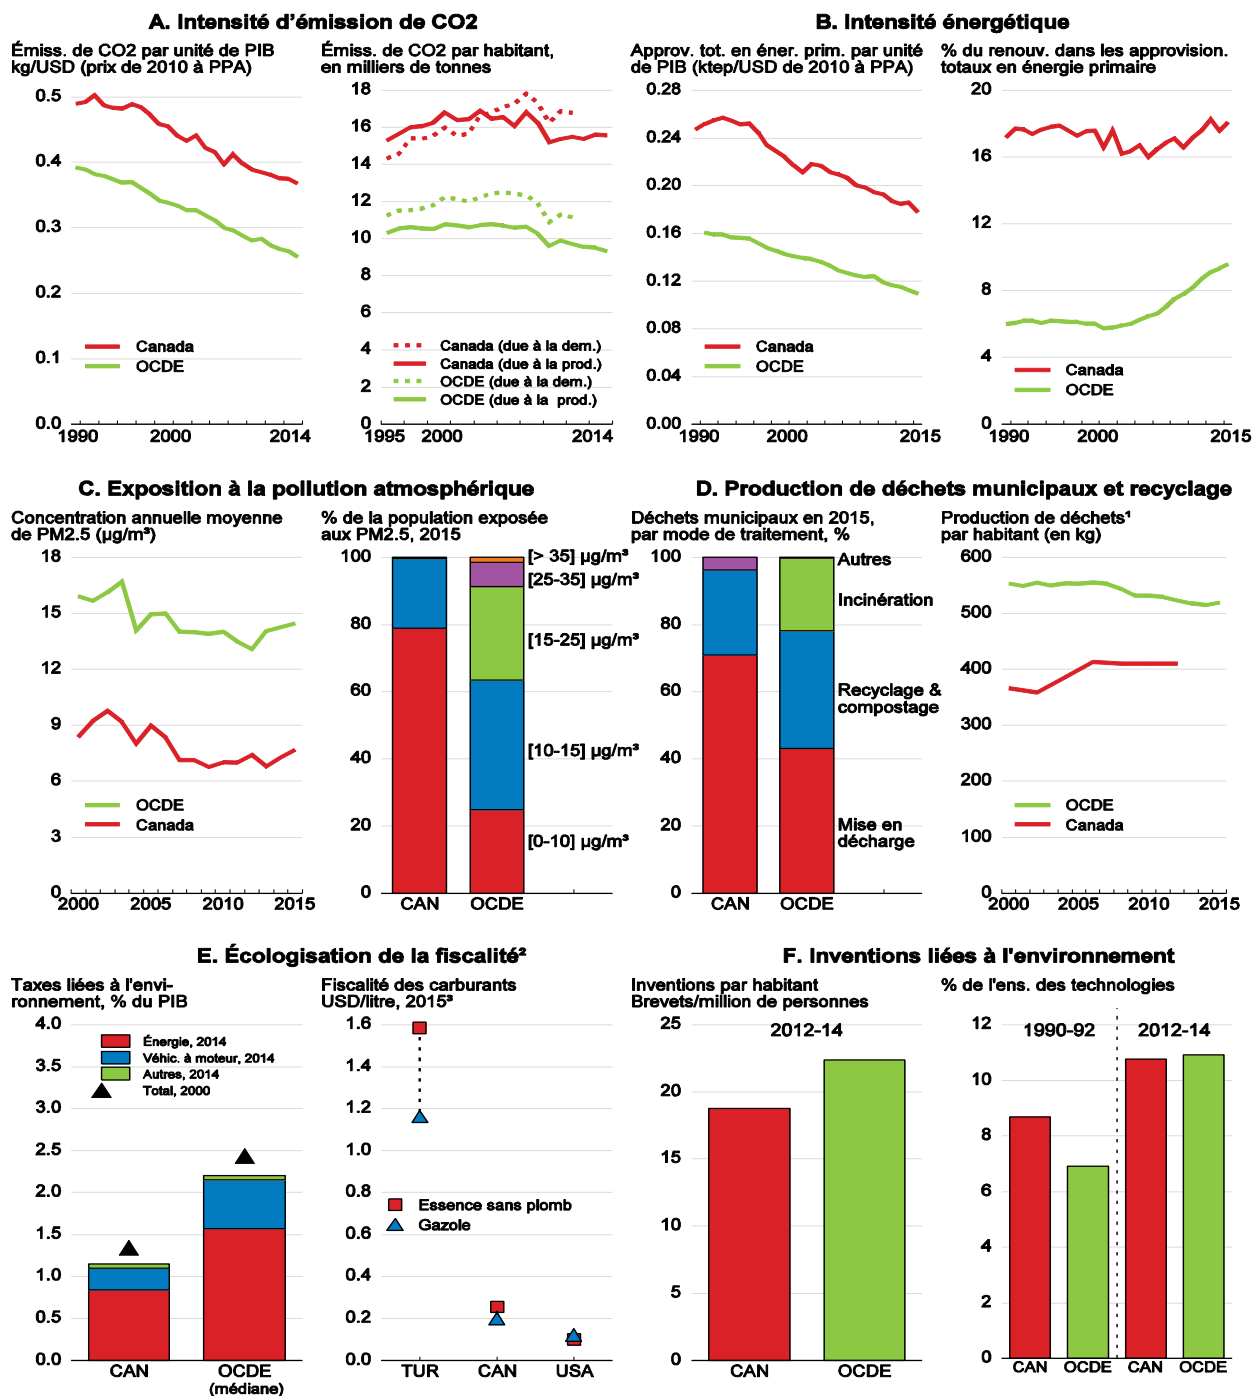 A. Intensité d'émission de CO2
Émiss. de CO2 par unité de PIB
kg/USD (prix de 2010 à PPA)
0.5
0.4
0.3
0.2
0.1
0.0
Canada
OCDE
1990
2000
2014
Émiss. de CO2 par habitant,
en milliers de tonnes
18
16
14
12
10
8
6
4
2
0
Canada (due à la dem.)
Canada (due à la prod.)
OCDE (due à la dem.)
OCDE (due à la prod.)
1995
2000
2014
B. Intensité énergétique
Approv. tot. en éner. prim. par unité
de PIB (ktep/USD de 2010 à PPA)
0.28
0.24
0.20
0.16
0.12
0.08
0.04
0.00
Canada
OCDE
1990
2000
2015
% du renouv. dans les approvision.
totaux en énergie primaire
20
16
12
8
4
0
Canada
OCDE
1990
2000
2015
C. Exposition à la pollution atmosphérique
Concentration annuelle moyenne
de PM2.5 (µg/m³)
18
15
12
9
6
3
0
OCDE
Canada
2000
2005
2010
2015
% de la population exposée
aux PM2.5, 2015
100
80
60
40
20
0
[> 35] µg/m³
[25-35] µg/m³
[15-25] µg/m³
[10-15] µg/m³
[0-10] µg/m³
CAN
OCDE
D. Production de déchets municipaux et recyclage
Déchets municipaux en 2015,
par mode de traitement, %
100
80
60
40
20
0
Autres
Incinération
Recyclage &
compostage
Mise en
décharge
CAN
OCDE
Production de déchets¹
par habitant (en kg)
600
500
400
300
200
100
0
OCDE
Canada
2000
2005
2010
2015
E. Écologisation de la fiscalité²
Taxes liées à l'envi-
ronnement, % du PIB
4.0
3.5
3.0
2.5
2.0
1.5
1.0
0.5
0.0
Énergie, 2014
Véhic. à moteur, 2014
Autres, 2014
Total, 2000
CAN
OCDE
(médiane)
Fiscalité des carburants
USD/litre, 2015³
1.6
1.4
1.2
1.0
0.8
0.6
0.4
0.2
0.0
Essence sans plomb
Gazole
TUR
CAN
USA
F. Inventions liées à l'environnement
Inventions par habitant
Brevets/million de personnes
25
20
15
10
5
0
2012-14
CAN
OCDE
% de l'ens. des technologies
12
10
8
6
4
2
0
1990-92
2012-14
CAN
OCDE
CAN
OCDE